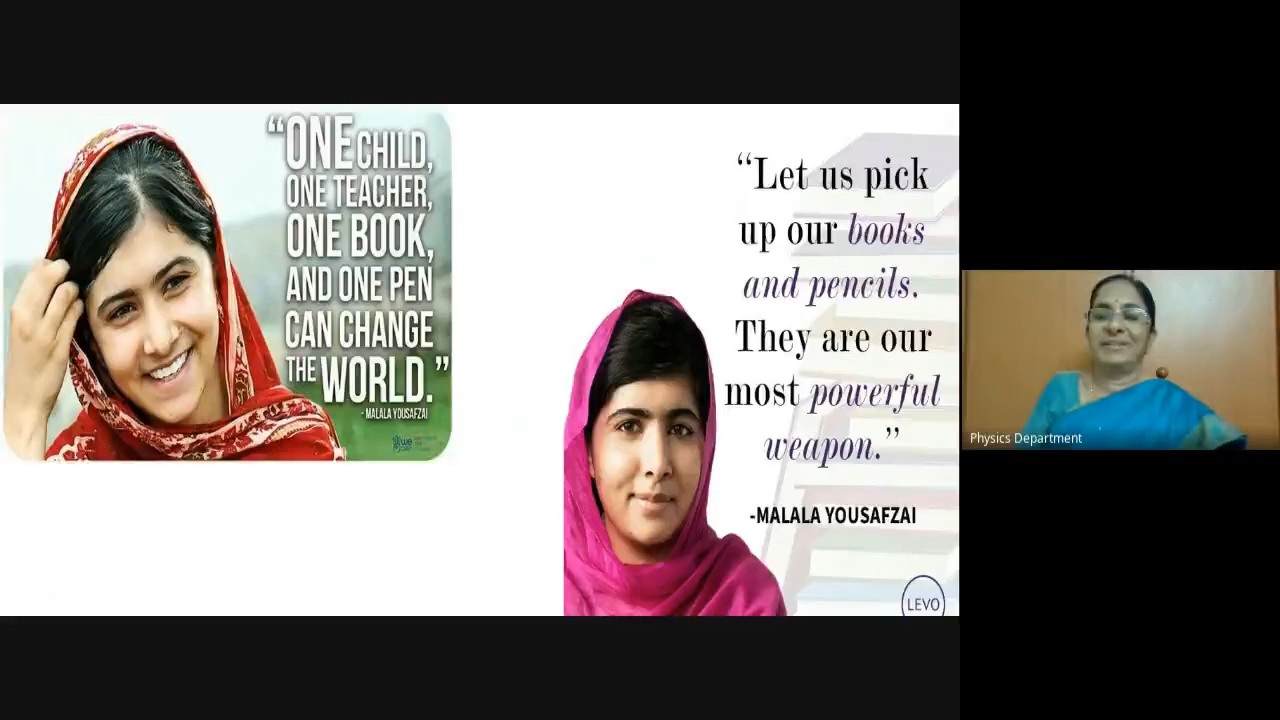 “ONE CHILD,
ONE TEACHER,
ONE BOOK,
AND ONE PEN
CAN CHANGE
THE WORLD.”
- MALALA YOUSAFZAI
“Let us pick
up our books
and pencils.
They are our
most powerful
weapon.”
-MALALA YOUSAFZAI
LEVO
Physics Department